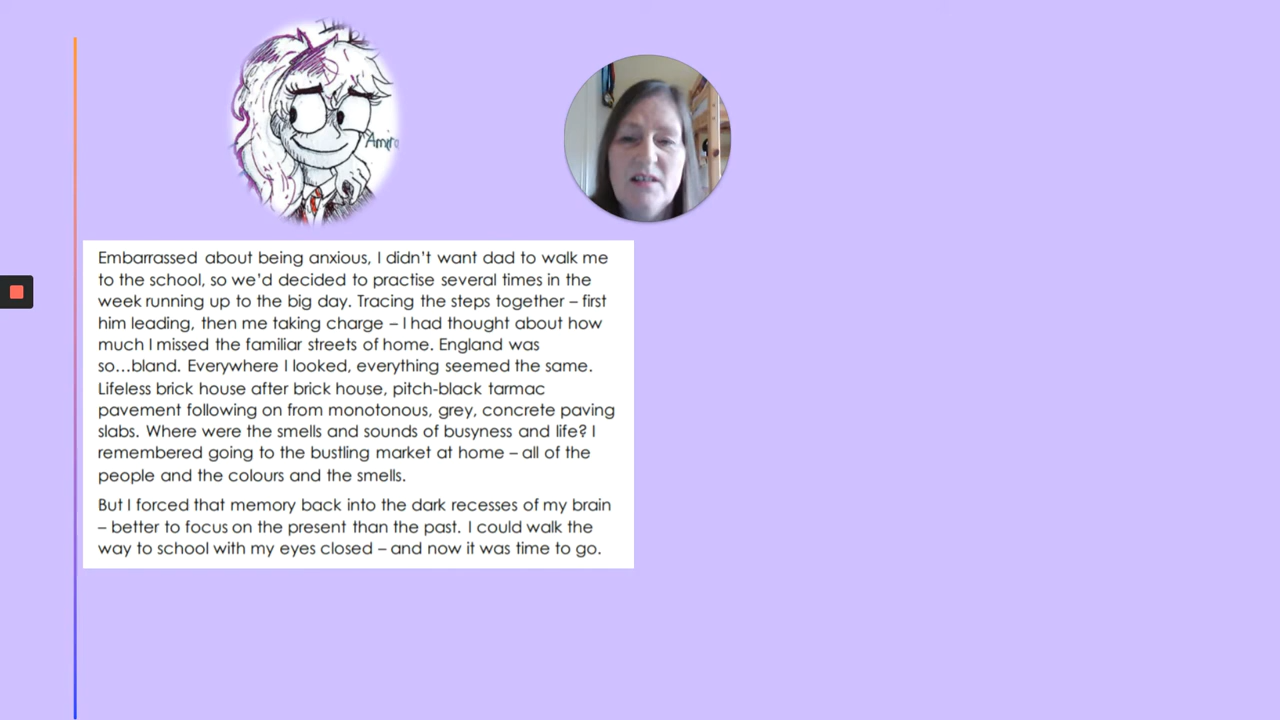 Embarrassed about being anxious, I didn't want dad to walk me
to the school, so we'd decided to practise several times in the
week running up to the big day. Tracing the steps together – first
him leading, then me taking charge – I had thought about how
much I missed the familiar streets of home. England was
so…bland. Everywhere I looked, everything seemed the same.
Lifeless brick house after brick house, pitch-black tarmac
pavement following on from monotonous, grey, concrete paving
slabs. Where were the smells and sounds of busyness and life? I
remembered going to the bustling market at home – all of the
people and the colours and the smells.
But I forced that memory back into the dark recesses of my brain
– better to focus on the present than the past. I could walk the
way to school with my eyes closed – and now it was time to go.